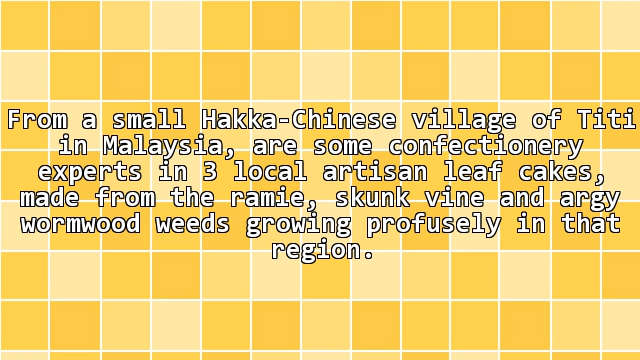 From a small Hakka-Chinese village of Titi
in Malaysia, are some confectionery
experts in 3 local artisan leaf cakes,
made from the ramie, skunk vine and argy
wormwood weeds growing profusely in that
region.